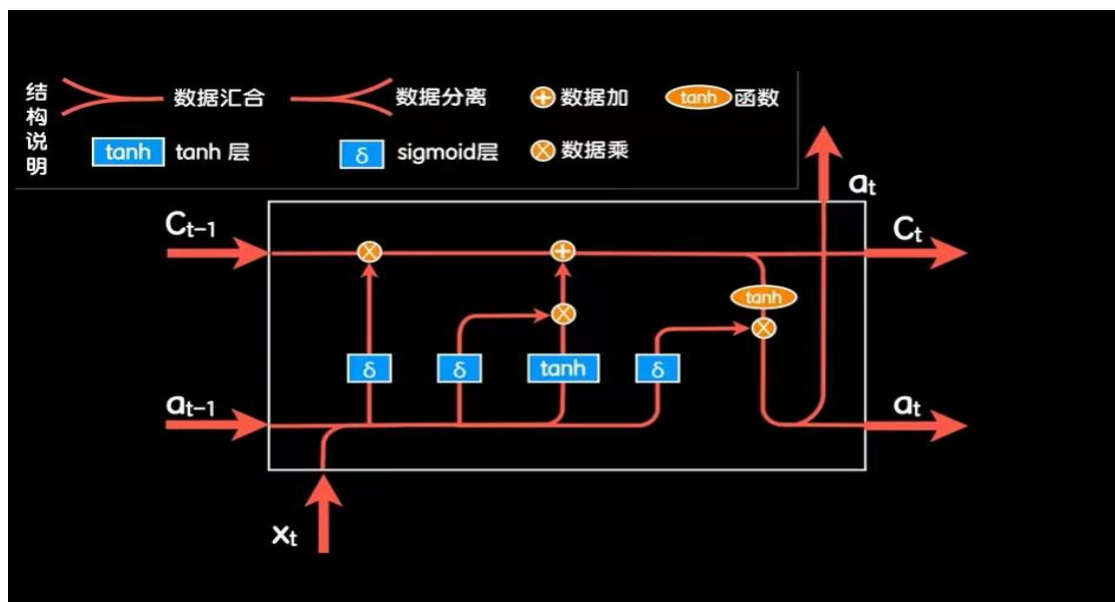 结构说明
数据汇合 数据分离 + 数据加 tanh 函数
tanh tanh 层 δ sigmoid层 × 数据乘
at
Ct-1 Ct
× +
tanh
× ×
δ δ tanh δ
at-1 at
xt